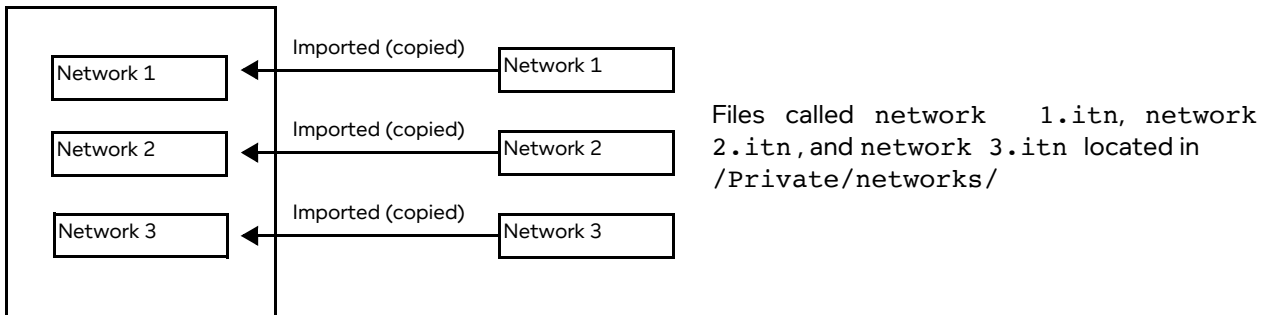 Imported (copied)
Network 1
Network 1
Imported (copied)
Network 2
Network 2
Imported (copied)
Network 3
Network 3
Files called network 1.itn, network
2.itn, and network 3.itn located in
/Private/networks/